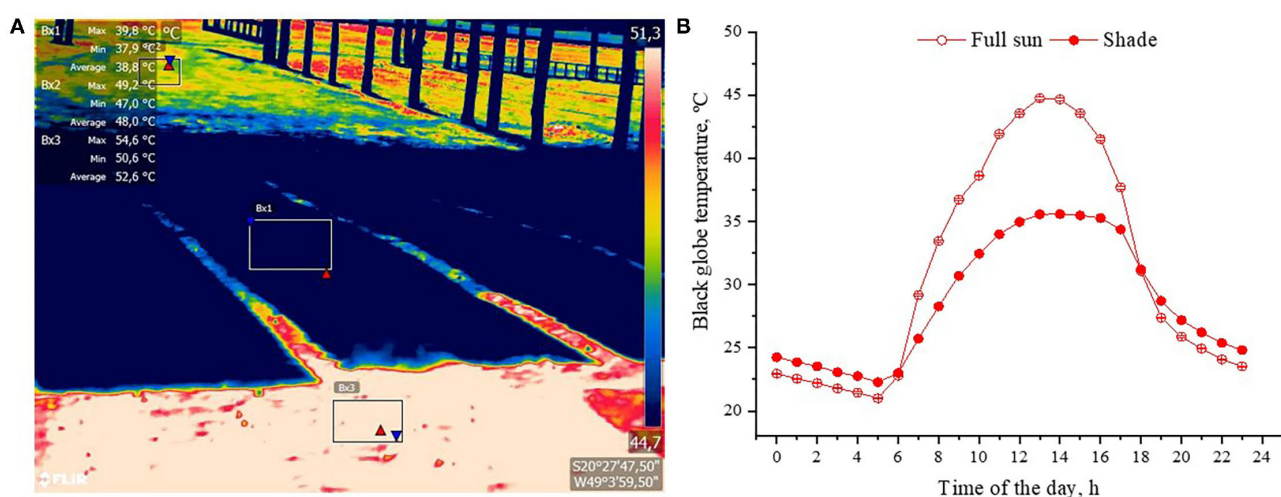 A
Bx1 Max 39,8 °C °C
Min 37,9 °C
Average 38,8 °C
Bx2 Max 49,2 °C
Min 47,0 °C
Average 48,0 °C
Bx3 Max 54,6 °C
Min 50,6 °C
Average 52,6 °C
51,3
Bx1
Bx3
44,7
S20°27'47,50"
W49°3'59,50"
FLIR
B
Full sun Shade
Black globe temperature, ºC
50
45
40
35
30
25
20
0 2 4 6 8 10 12 14 16 18 20 22 24
Time of the day, h